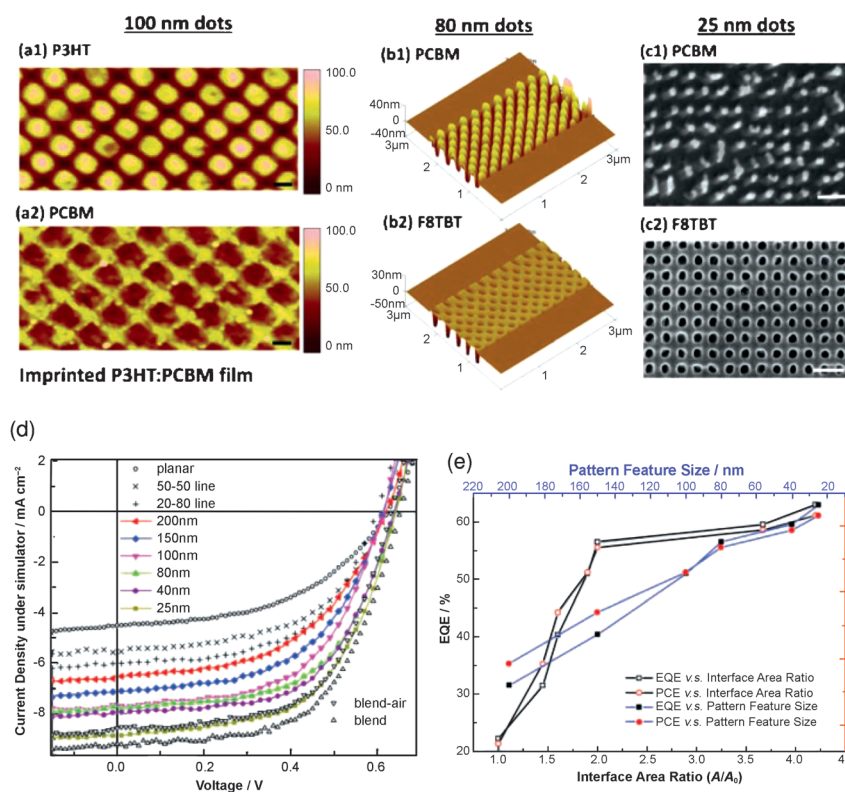 100 nm dots
80 nm dots
25 nm dots
(a1) P3HT
100.0
50.0
0 nm
(a2) PCBM
100.0
50.0
0 nm
Imprinted P3HT:PCBM film
(b1) PCBM
40nm
0
-40nm
3µm
2
1
1
2
3µm
(b2) F8TBT
30nm
-50nm
3µm
2
1
1
2
3µm
(c1) PCBM
(c2) F8TBT
(d)
Current Density under simulator / mA cm⁻²
2
0
-2
-4
-6
-8
planar
50-50 line
20-80 line
200nm
150nm
100nm
80nm
40nm
25nm
blend-air
blend
0.0
0.2
0.4
0.6
Voltage / V
(e)
Pattern Feature Size / nm
220 200 180 160 140 120 100 80 60 40 20
EQE / %
60
50
40
30
20
EQE v.s. Interface Area Ratio
PCE v.s. Interface Area Ratio
EQE v.s. Pattern Feature Size
PCE v.s. Pattern Feature Size
1.0 1.5 2.0 2.5 3.0 3.5 4.0 4
Interface Area Ratio (A/A₀)